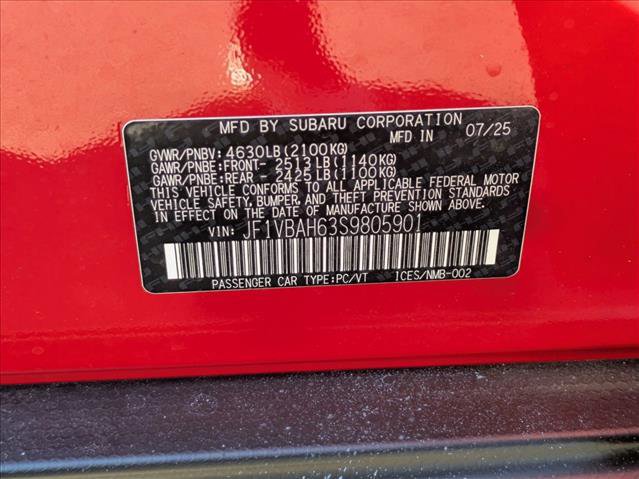 MFD BY SUBARU CORPORATION
MFD IN 07/25
GVWR/PNBV: 4630LB(2100KG)
GAWR/PNBE:FRONT- 2513LB(1140KG)
GAWR/PNBE:REAR - 2425LB(1100KG)
THIS VEHICLE CONFORMS TO ALL APPLICABLE FEDERAL MOTOR
VEHICLE SAFETY, BUMPER, AND THEFT PREVENTION STANDARDS
IN EFFECT ON THE DATE OF MANUFACTURE SHOWN ABOVE.
VIN: JF1VBAH63S9805901
PASSENGER CAR TYPE:PC/VT ICES/NMB-002